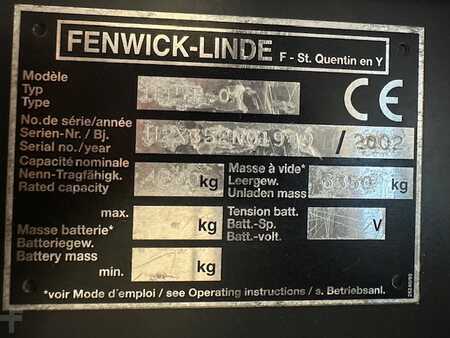 FENWICK-LINDE F - St. Quentin en Y
Modèle
Typ
Type
CE
No.de série/année
Serien-Nr. / Bj.
Serial no./year
/ 2002
Capacité nominale
Nenn-Tragfähigk.
Rated capacity
kg
Masse à vide*
Leergew.
Unladen mass
kg
max.
kg
Masse batterie*
Batteriegew.
Battery mass
min.
kg
Tension batt.
Batt.-Sp.
Batt.-volt.
V
*voir Mode d'emploi / see Operating instructions / s. Betriebsanl.